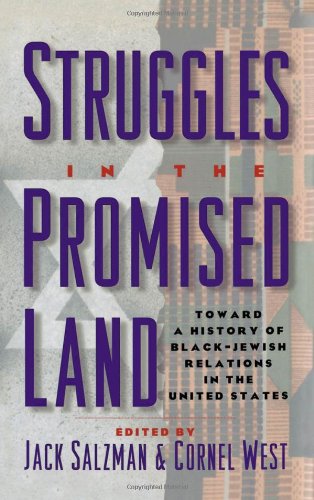 STRUGGLES
IN THE
PROMISED
LAND
TOWARD
A HISTORY OF
BLACK-JEWISH
RELATIONS
IN THE
UNITED STATES
EDITED BY
JACK SALZMAN & CORNEL WEST